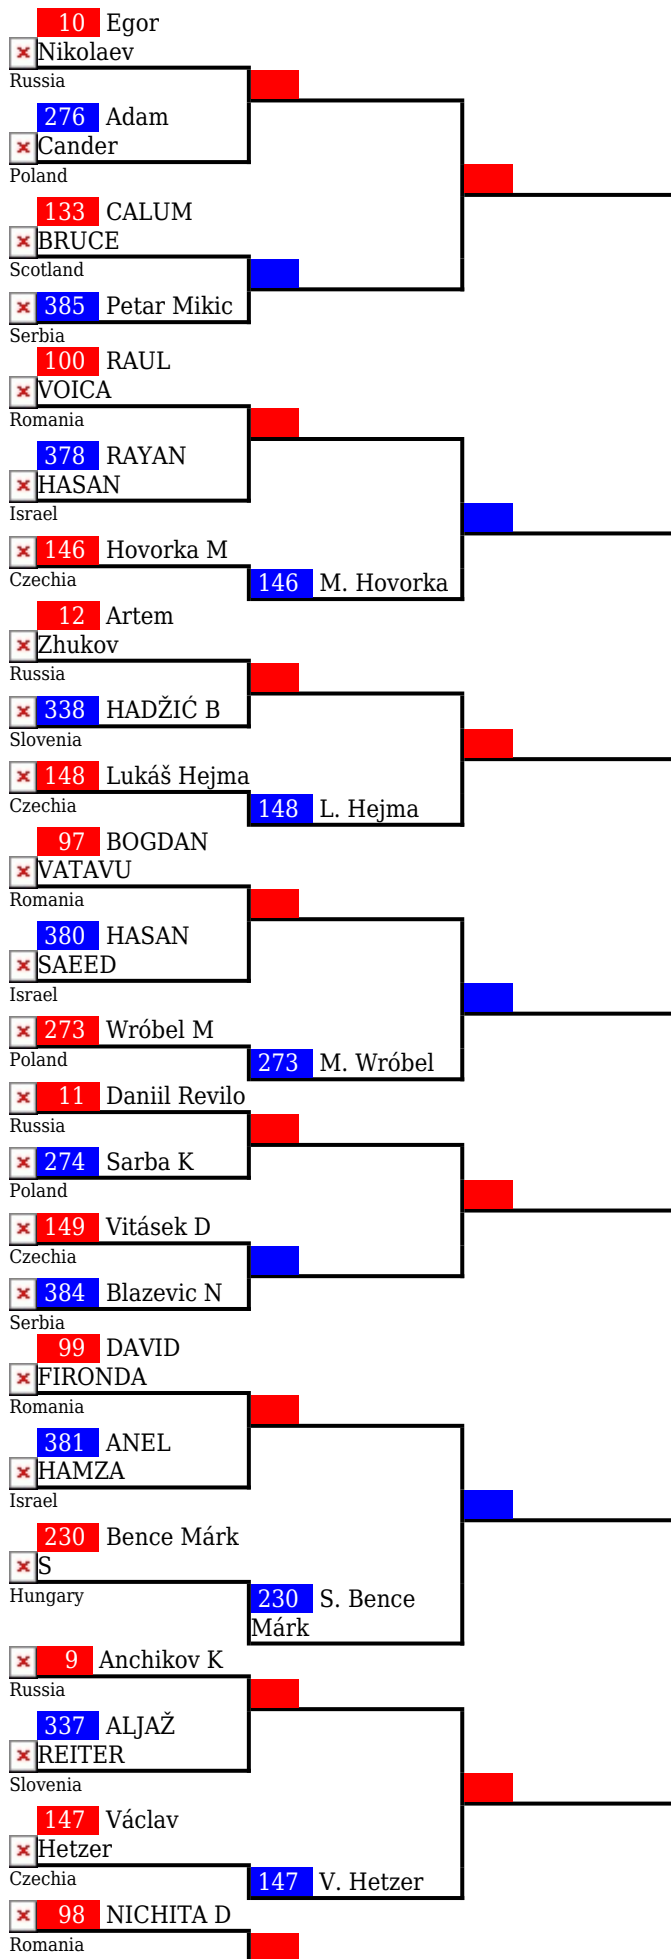 10 Egor
Nikolaev
Russia
276 Adam
Cander
Poland
133 CALUM
BRUCE
Scotland
385 Petar Mikic
Serbia
100 RAUL
VOICA
Romania
378 RAYAN
HASAN
Israel
146 Hovorka M
Czechia
146 M. Hovorka
12 Artem
Zhukov
Russia
338 HADŽIĆ B
Slovenia
148 Lukáš Hejma
Czechia
148 L. Hejma
97 BOGDAN
VATAVU
Romania
380 HASAN
SAEED
Israel
273 Wróbel M
Poland
273 M. Wróbel
11 Daniil Revilo
Russia
274 Sarba K
Poland
149 Vitásek D
Czechia
384 Blazevic N
Serbia
99 DAVID
FIRONDA
Romania
381 ANEL
HAMZA
Israel
230 Bence Márk
S
Hungary
230 S. Bence
Márk
9 Anchikov K
Russia
337 ALJAŽ
REITER
Slovenia
147 Václav
Hetzer
Czechia
147 V. Hetzer
98 NICHITA D
Romania